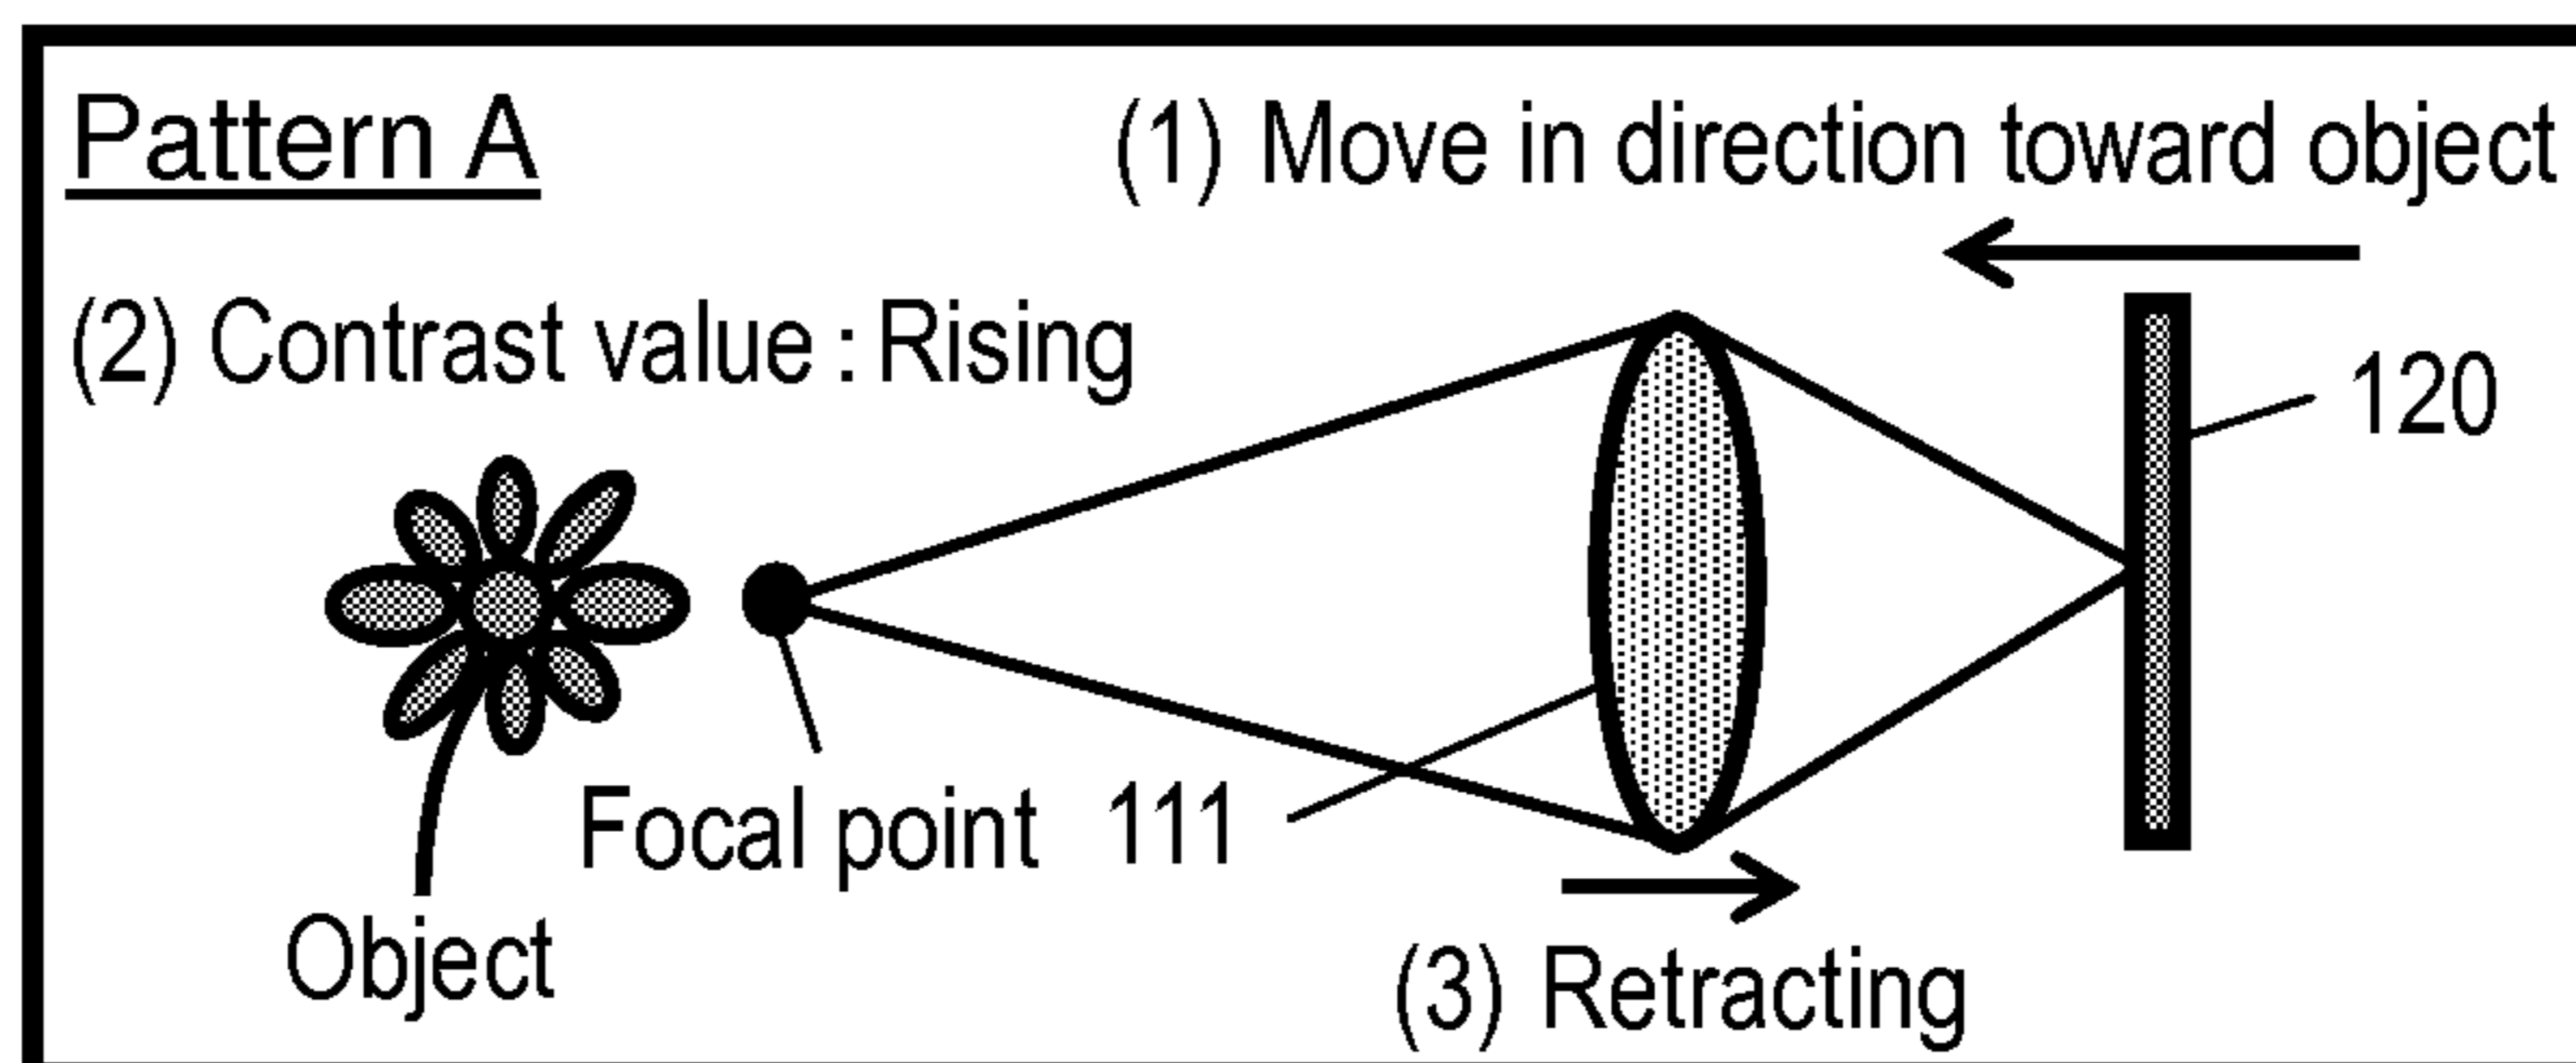 Pattern A
(1) Move in direction toward object
(2) Contrast value : Rising
120
Focal point
111
Object
(3) Retracting